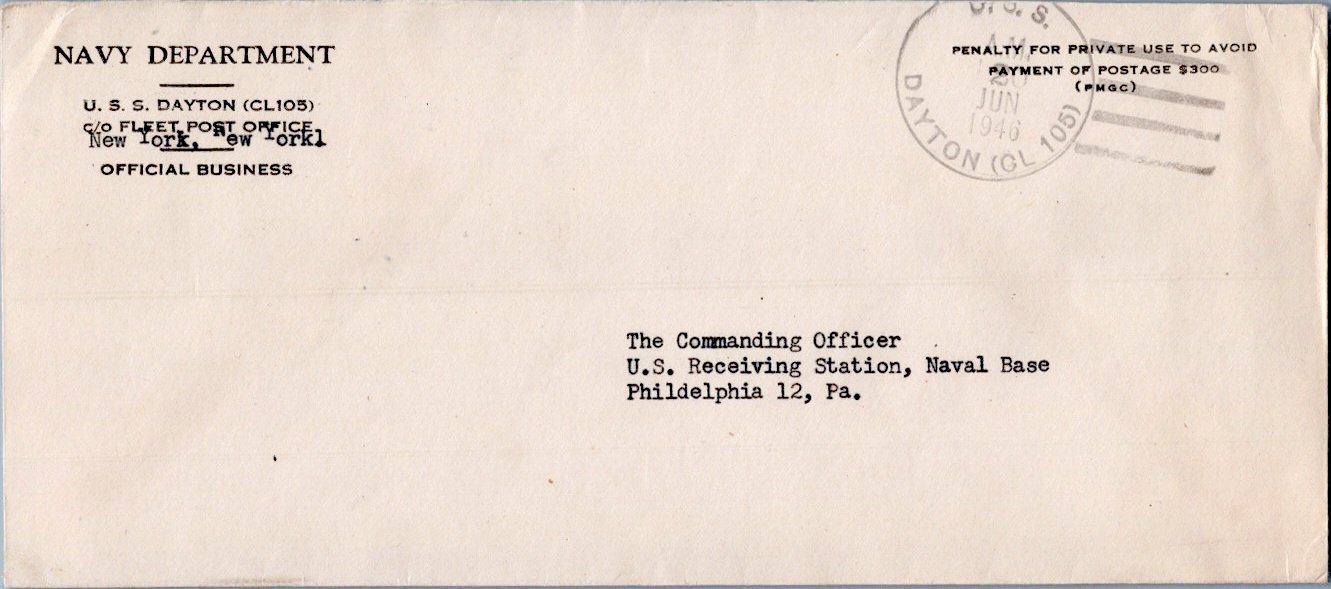 NAVY DEPARTMENT
U. S. S. DAYTON (CL105)
c/o FLEET POST OFFICE
New York, New York1
OFFICIAL BUSINESS
U. S. S.
A.M.
20
JUN
1946
DAYTON (CL 105)
PENALTY FOR PRIVATE USE TO AVOID
PAYMENT OF POSTAGE $300
(PMGC)
The Commanding Officer
U.S. Receiving Station, Naval Base
Phildelphia 12, Pa.